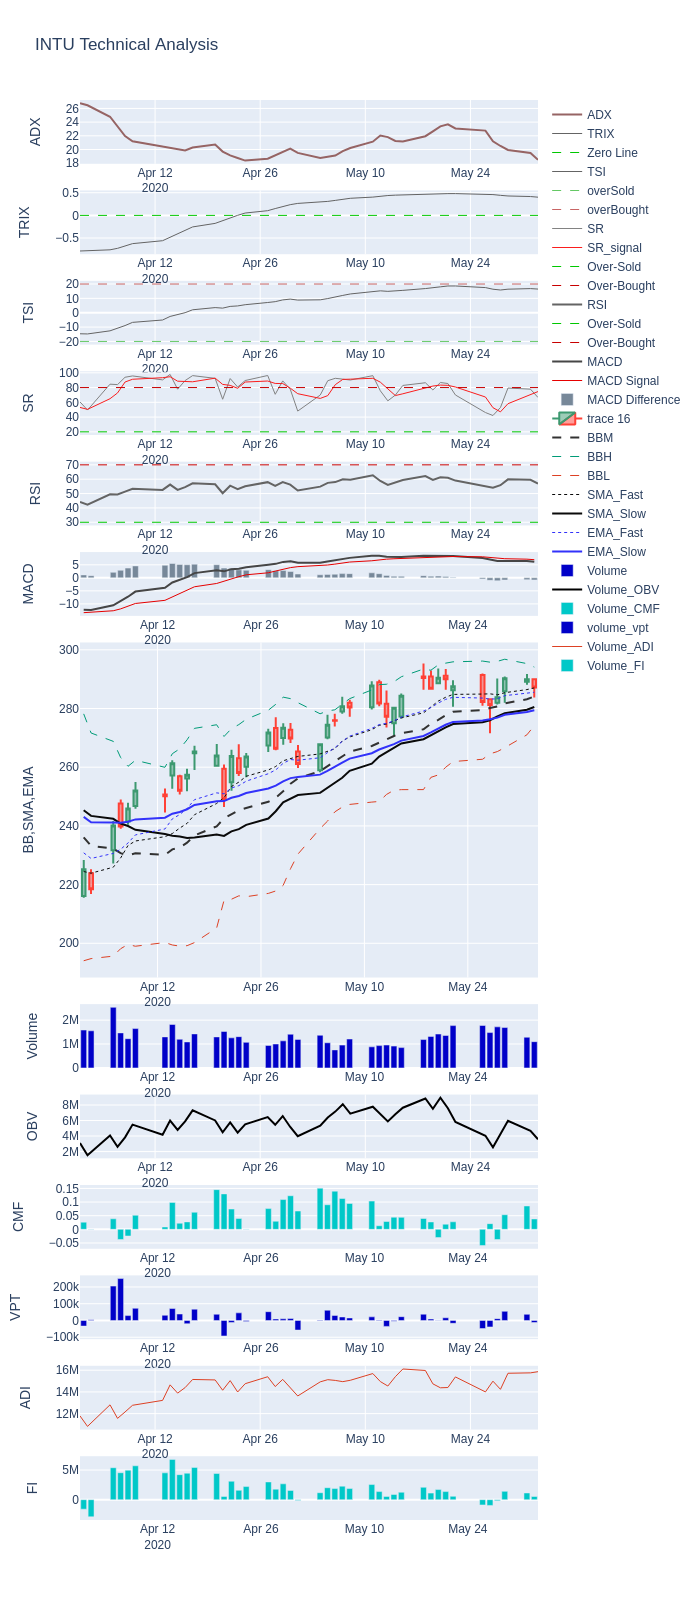 INTU Technical Analysis
ADX
26
24
22
20
18
Apr 12
2020
Apr 26
May 10
May 24
TRIX
0.5
0
−0.5
Apr 12
2020
Apr 26
May 10
May 24
TSI
20
10
0
−10
−20
Apr 12
2020
Apr 26
May 10
May 24
SR
100
80
60
40
20
Apr 12
2020
Apr 26
May 10
May 24
RSI
70
60
50
40
30
Apr 12
2020
Apr 26
May 10
May 24
MACD
5
0
−5
−10
Apr 12
2020
Apr 26
May 10
May 24
BB,SMA,EMA
300
280
260
240
220
200
Apr 12
2020
Apr 26
May 10
May 24
Volume
2M
1M
0
Apr 12
2020
Apr 26
May 10
May 24
OBV
8M
6M
4M
2M
Apr 12
2020
Apr 26
May 10
May 24
CMF
0.15
0.1
0.05
0
−0.05
Apr 12
2020
Apr 26
May 10
May 24
VPT
200k
100k
0
−100k
Apr 12
2020
Apr 26
May 10
May 24
ADI
16M
14M
12M
Apr 12
2020
Apr 26
May 10
May 24
FI
5M
0
Apr 12
2020
Apr 26
May 10
May 24
ADX
TRIX
Zero Line
TSI
overSold
overBought
SR
SR_signal
Over-Sold
Over-Bought
RSI
Over-Sold
Over-Bought
MACD
MACD Signal
MACD Difference
trace 16
BBM
BBH
BBL
SMA_Fast
SMA_Slow
EMA_Fast
EMA_Slow
Volume
Volume_OBV
Volume_CMF
volume_vpt
Volume_ADI
Volume_FI